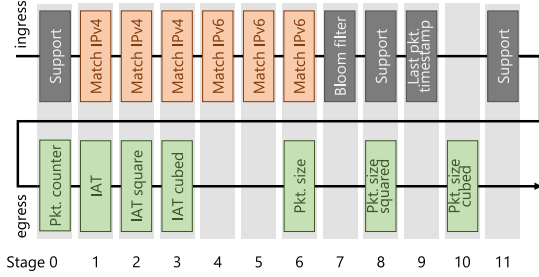 ingress
Support
Match IPv4
Match IPv4
Match IPv4
Match IPv6
Match IPv6
Match IPv6
Bloom filter
Support
Last pkt.
timestamp
Support
egress
Pkt. counter
IAT
IAT square
IAT cubed
Pkt. size
Pkt. size
squared
Pkt. size
cubed
Stage 0 1 2 3 4 5 6 7 8 9 10 11